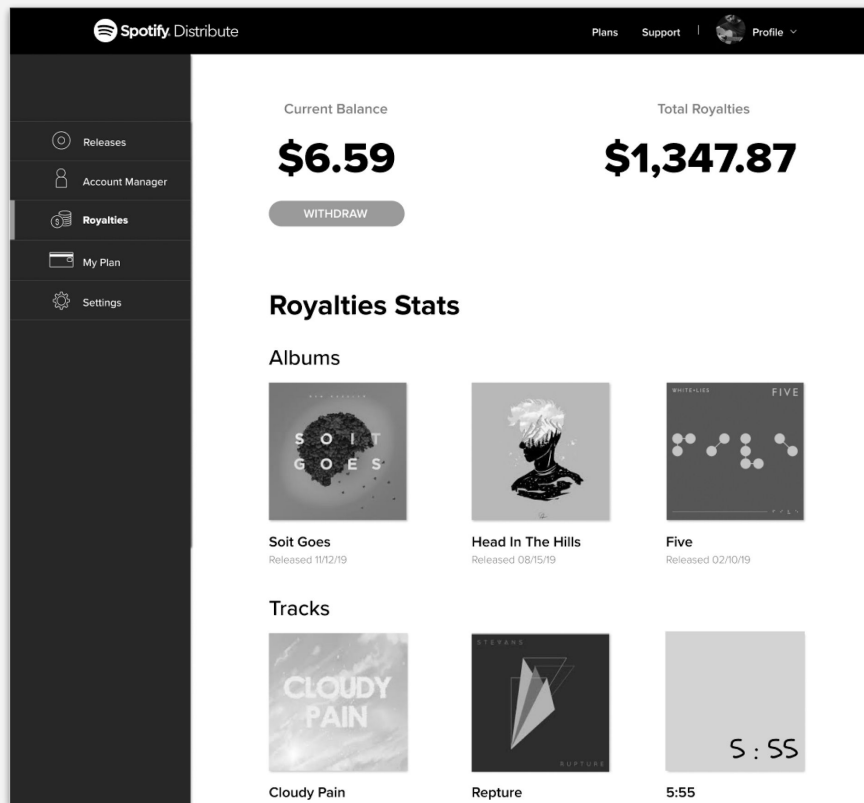 Spotify. Distribute
Plans Support Profile
Releases
Account Manager
Royalties
My Plan
Settings
Current Balance
$6.59
WITHDRAW
Total Royalties
$1,347.87
Royalties Stats
Albums
SOIT
GOES
Soit Goes
Released 11/12/19
Head In The Hills
Released 08/15/19
WHITE•LIES FIVE
Five
Released 02/10/19
Tracks
CLOUDY
PAIN
Cloudy Pain
STEVANS
RUPTURE
Repture
5:55
5:55